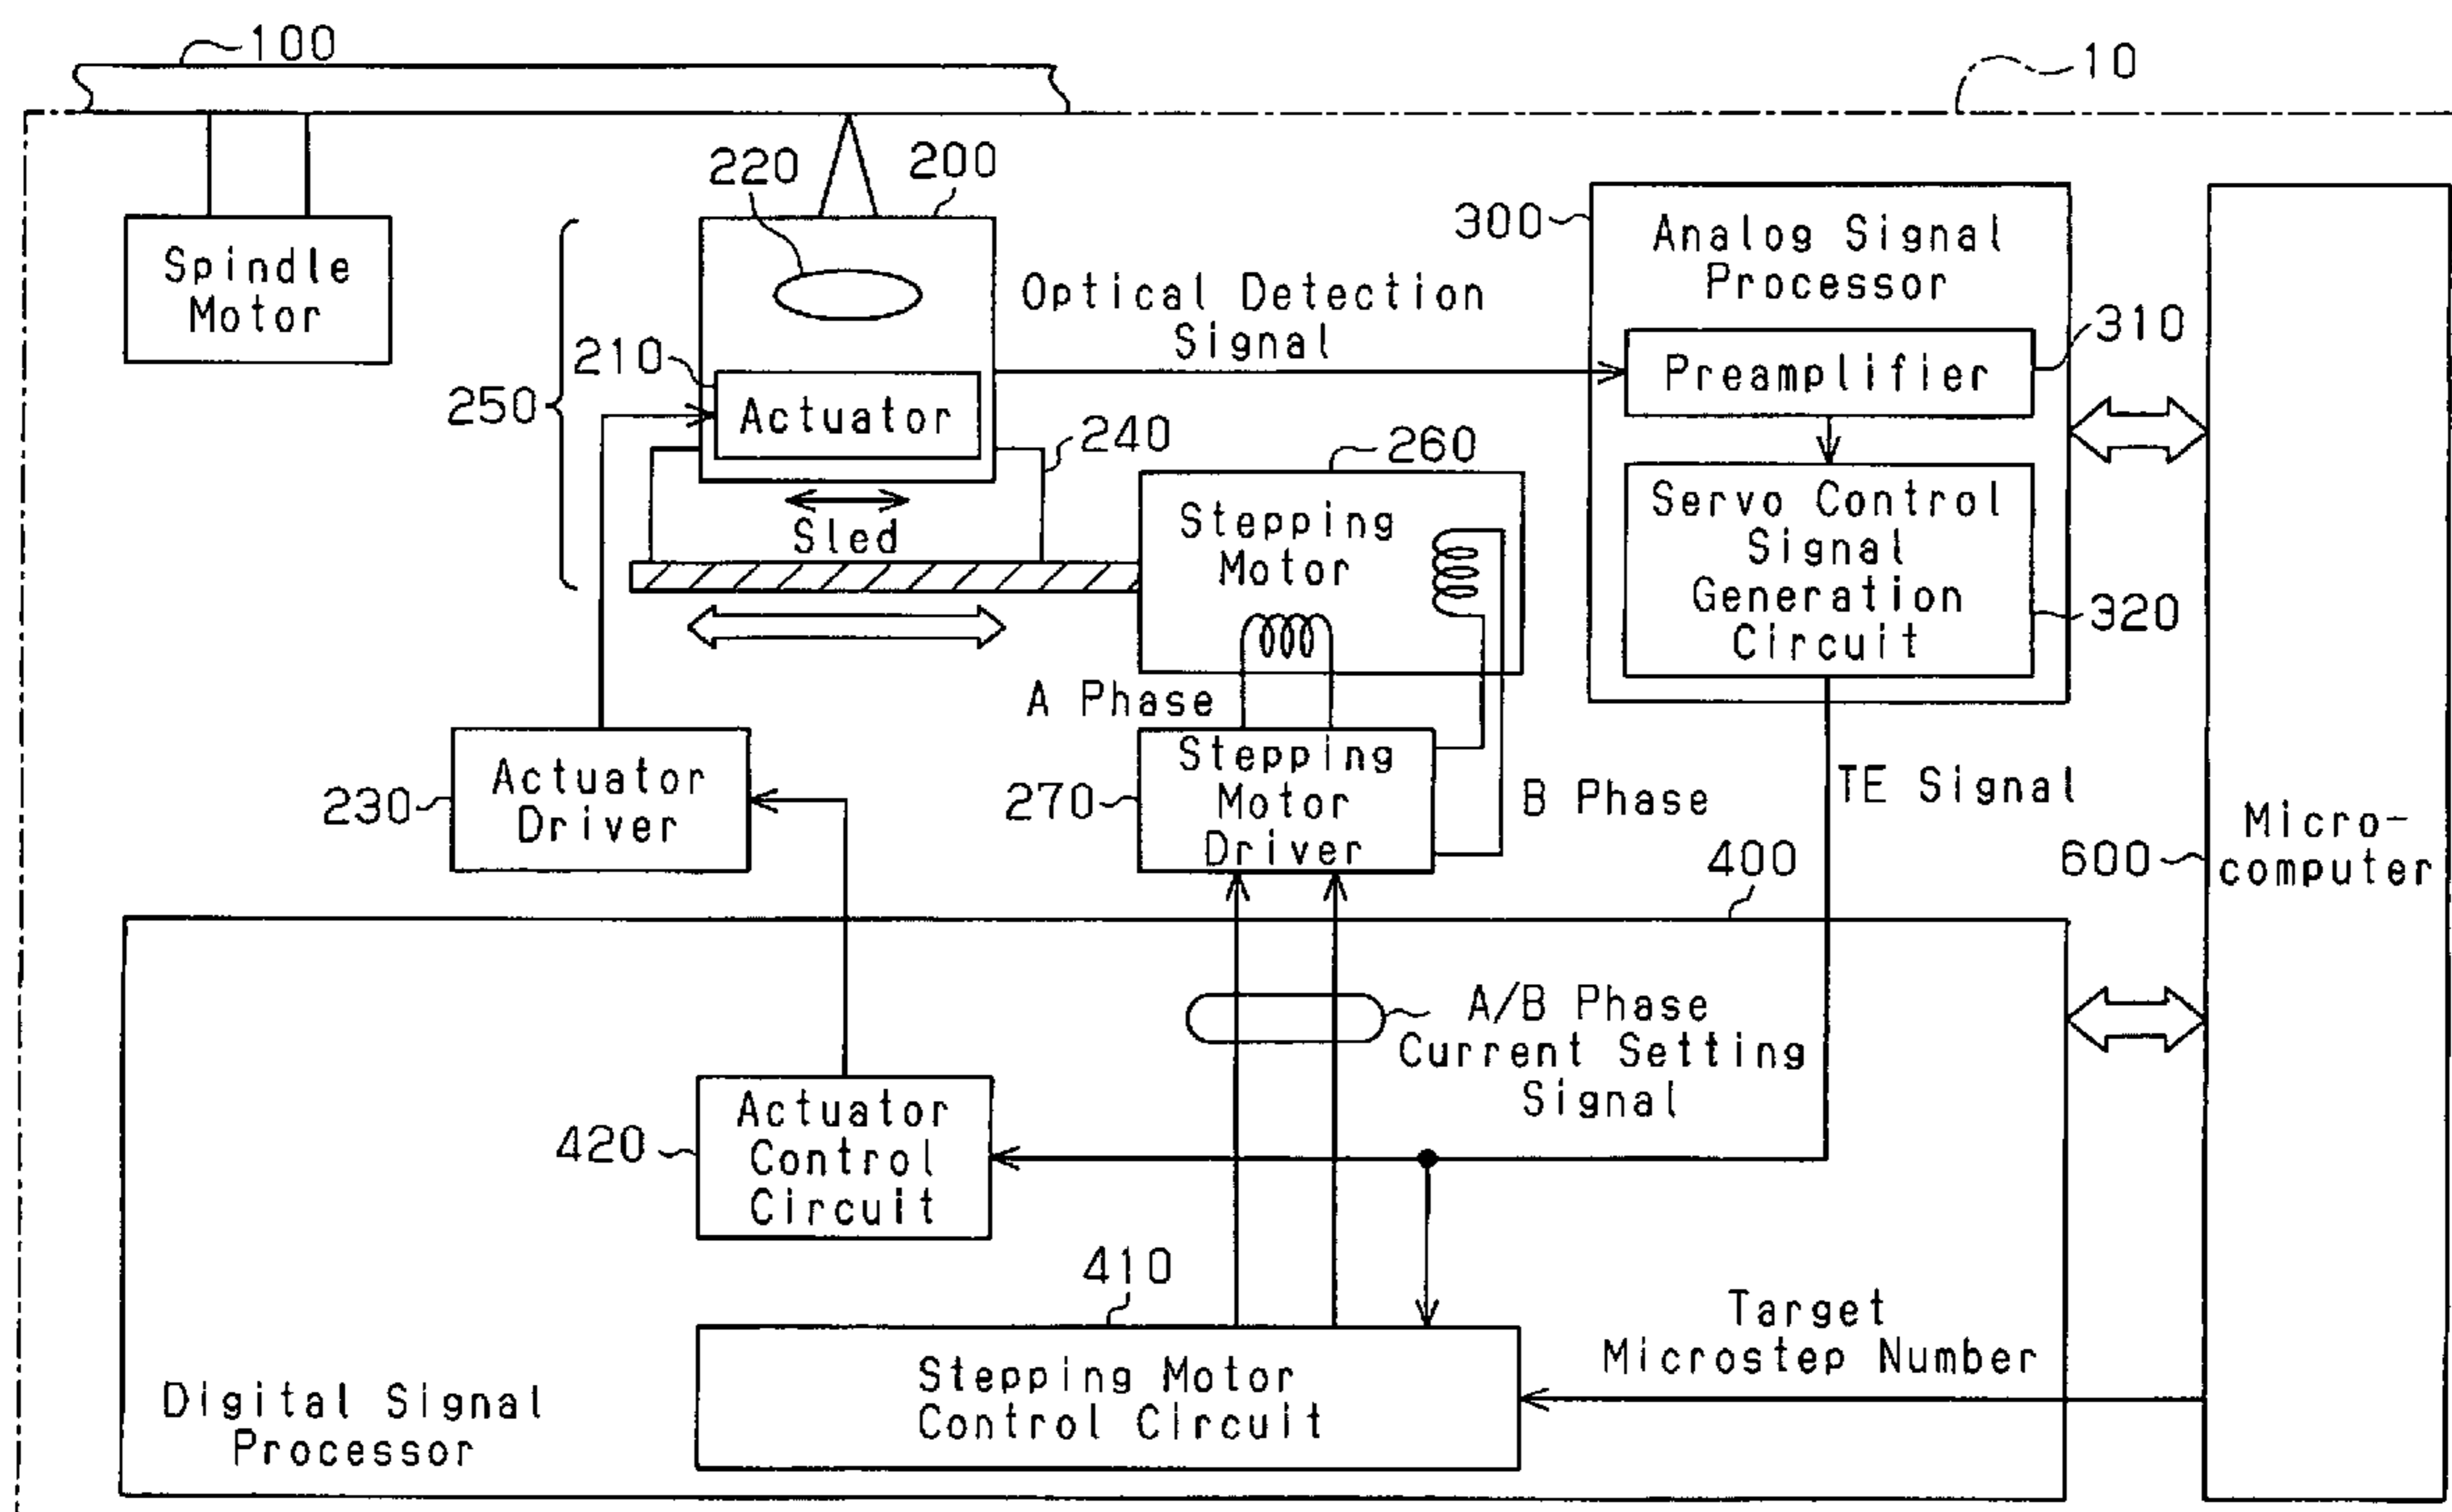 100
10
220
200
300
Analog Signal
Processor
Spindle
Motor
Optical Detection
Signal
310
210
Preamplifier
250
Actuator
240
260
Servo Control
Signal
Generation
Circuit
Stepping
Motor
Sled
320
A Phase
Stepping
Motor
Driver
270
B Phase
TE Signal
Actuator
Driver
230
Micro-
computer
600
400
A/B Phase
Current Setting
Signal
Actuator
Control
Circuit
420
410
Target
Microstep Number
Stepping Motor
Control Circuit
Digital Signal
Processor